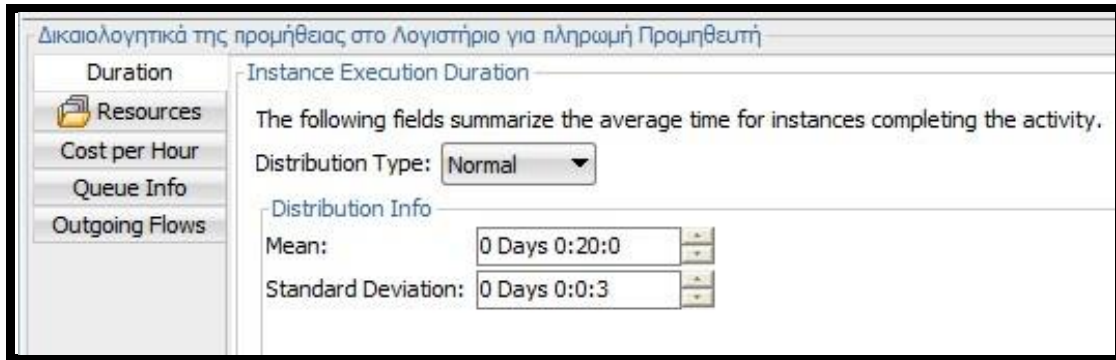 Δικαιολογητικά της προμήθειας στο Λογιστήριο για πληρωμή Προμηθευτή
Duration
Resources
Cost per Hour
Queue Info
Outgoing Flows
Instance Execution Duration
The following fields summarize the average time for instances completing the activity.
Distribution Type: Normal
Distribution Info
Mean: 0 Days 0:20:0
Standard Deviation: 0 Days 0:0:3